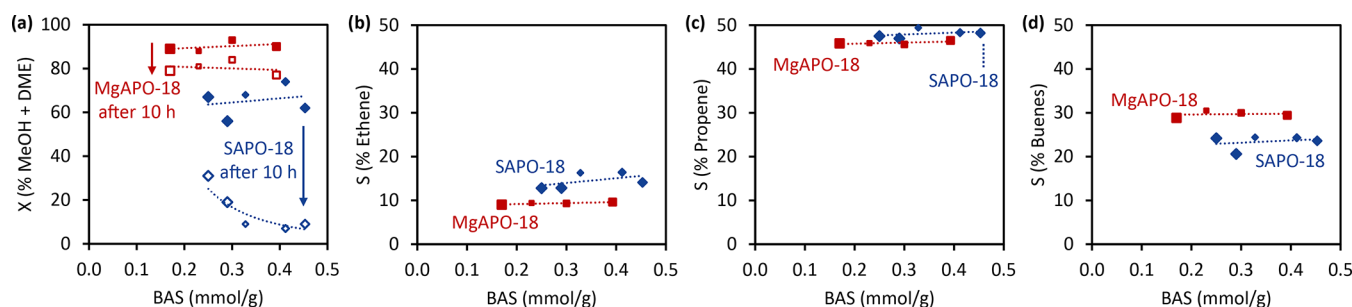 (a)
X (% MeOH + DME)
100
80
60
40
20
0
MgAPO-18
after 10 h
SAPO-18
after 10 h
0.0 0.1 0.2 0.3 0.4 0.5
BAS (mmol/g)
(b)
S (% Ethene)
50
40
30
20
10
0
SAPO-18
MgAPO-18
0.0 0.1 0.2 0.3 0.4 0.5
BAS (mmol/g)
(c)
S (% Propene)
50
40
30
20
10
0
MgAPO-18
SAPO-18
0.0 0.1 0.2 0.3 0.4 0.5
BAS (mmol/g)
(d)
S (% Buenes)
50
40
30
20
10
0
MgAPO-18
SAPO-18
0.0 0.1 0.2 0.3 0.4 0.5
BAS (mmol/g)